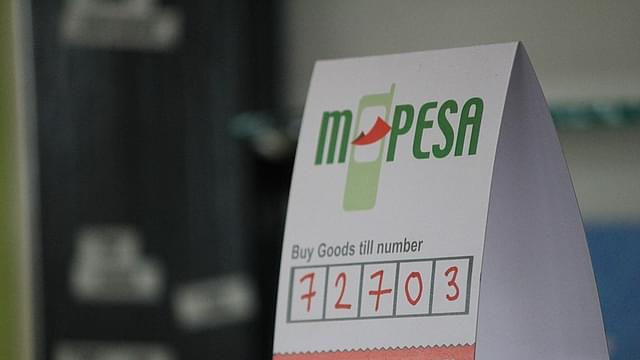 M PESA
Buy Goods till number
72703